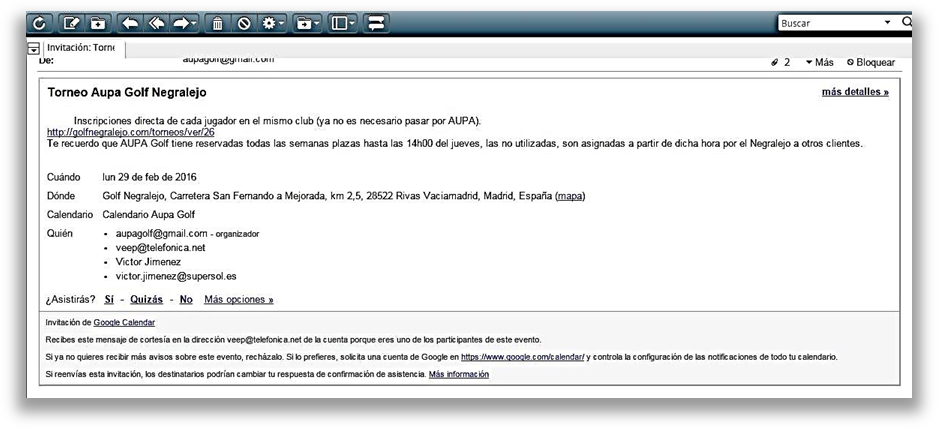 Buscar
Invitación: Torne
De: aupagolf@gmail.com
2 Más Bloquear
Torneo Aupa Golf Negralejo más detalles »
Inscripciones directa de cada jugador en el mismo club (ya no es necesario pasar por AUPA).
http://golfnegralejo.com/torneos/ver/26
Te recuerdo que AUPA Golf tiene reservadas todas las semanas plazas hasta las 14h00 del jueves, las no utilizadas, son asignadas a partir de dicha hora por el Negralejo a otros clientes.
Cuándo lun 29 de feb de 2016
Dónde Golf Negralejo, Carretera San Fernando a Mejorada, km 2,5, 28522 Rivas Vaciamadrid, Madrid, España (mapa)
Calendario Calendario Aupa Golf
Quién • aupagolf@gmail.com - organizador
• veep@telefonica.net
• Victor Jimenez
• victor.jimenez@supersol.es
¿Asistirás? Sí - Quizás - No Más opciones »
Invitación de Google Calendar
Recibes este mensaje de cortesía en la dirección veep@telefonica.net de la cuenta porque eres uno de los participantes de este evento.
Si ya no quieres recibir más avisos sobre este evento, recházalo. Si lo prefieres, solicita una cuenta de Google en https://www.google.com/calendar/ y controla la configuración de las notificaciones de todo tu calendario.
Si reenvías esta invitación, los destinatarios podrían cambiar tu respuesta de confirmación de asistencia. Más información